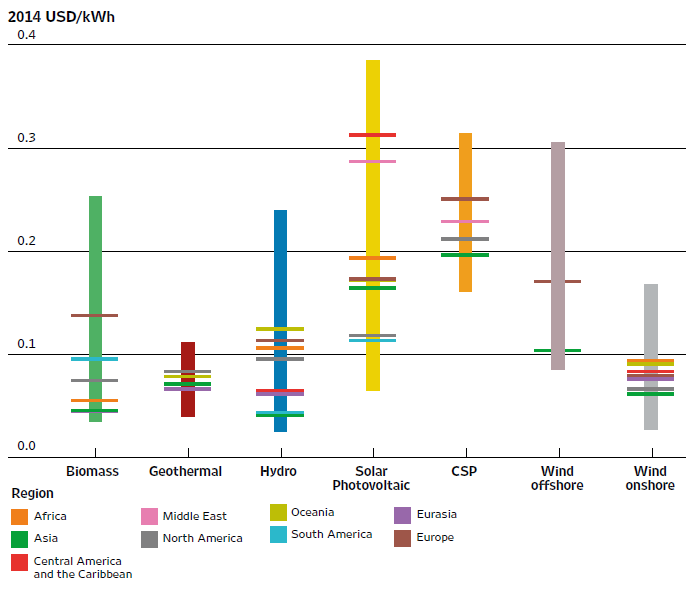 2014 USD/kWh
0.4
0.3
0.2
0.1
0.0
Biomass
Geothermal
Hydro
Solar
Photovoltaic
CSP
Wind
offshore
Wind
onshore
Region
Africa
Asia
Central America
and the Caribbean
Middle East
North America
Oceania
South America
Eurasia
Europe